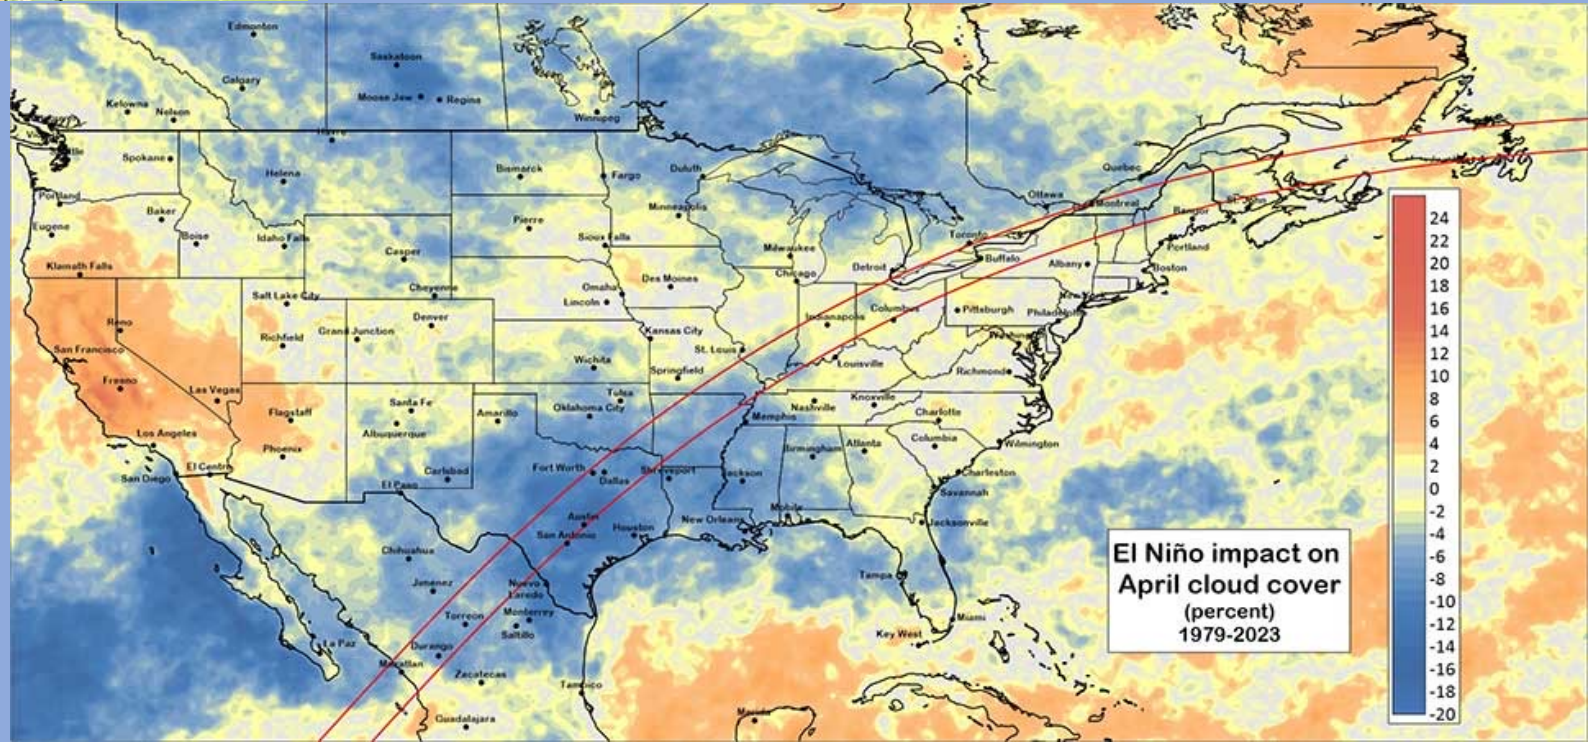 Edmonton
Saskatoon
Calgary
Moose Jaw
Regina
Kelowna
Nelson
Winnipeg
Havre
Spokane
Helena
Bismarck
Fargo
Duluth
Quebec
Ottawa
Montreal
Portland
Baker
Eugene
Boise
Idaho Falls
Pierre
Minneapolis
Sioux Falls
Casper
Toronto
Bangor
St. John
Portland
Milwaukee
Buffalo
Albany
Boston
Klamath Falls
Chicago
Detroit
Des Moines
Salt Lake City
Cheyenne
Omaha
Lincoln
Columbus
Pittsburgh
Philadelphia
Indianapolis
Reno
Richfield
Grand Junction
Denver
Kansas City
St. Louis
Washington
San Francisco
Wichita
Springfield
Louisville
Richmond
Fresno
Las Vegas
Tulsa
Knoxville
Flagstaff
Santa Fe
Amarillo
Oklahoma City
Nashville
Memphis
Charlotte
Los Angeles
Albuquerque
Phoenix
Birmingham
Atlanta
Columbia
Wilmington
El Centro
San Diego
Carlsbad
Fort Worth
Dallas
Shreveport
Jackson
Charleston
El Paso
Savannah
Austin
San Antonio
Houston
New Orleans
Mobile
Jacksonville
Chihuahua
Jimenez
Nuevo
Laredo
Tampa
Torreon
Monterrey
Saltillo
Miami
Key West
La Paz
Durango
Mazatlan
Zacatecas
Tampico
Guadalajara
Merida
El Niño impact on
April cloud cover
(percent)
1979-2023
24
22
20
18
16
14
12
10
8
6
4
2
0
-2
-4
-6
-8
-10
-12
-14
-16
-18
-20